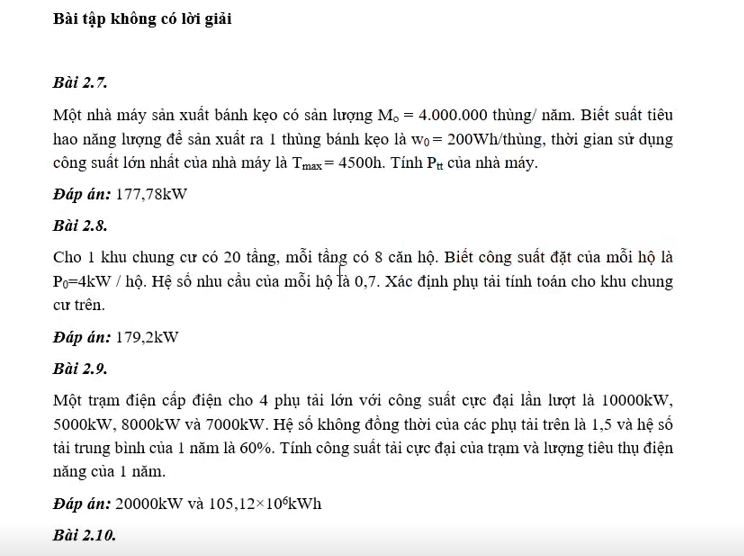 Bài tập không có lời giải
Bài 2.7.
Một nhà máy sản xuất bánh kẹo có sản lượng Mo = 4.000.000 thùng/ năm. Biết suất tiêu
hao năng lượng để sản xuất ra 1 thùng bánh kẹo là w0 = 200Wh/thùng, thời gian sử dụng
công suất lớn nhất của nhà máy là Tmax = 4500h. Tính Ptt của nhà máy.
Đáp án: 177,78kW
Bài 2.8.
Cho 1 khu chung cư có 20 tầng, mỗi tầng có 8 căn hộ. Biết công suất đặt của mỗi hộ là
P0=4kW / hộ. Hệ số nhu cầu của mỗi hộ là 0,7. Xác định phụ tải tính toán cho khu chung
cư trên.
Đáp án: 179,2kW
Bài 2.9.
Một trạm điện cấp điện cho 4 phụ tải lớn với công suất cực đại lần lượt là 10000kW,
5000kW, 8000kW và 7000kW. Hệ số không đồng thời của các phụ tải trên là 1,5 và hệ số
tải trung bình của 1 năm là 60%. Tính công suất tải cực đại của trạm và lượng tiêu thụ điện
năng của 1 năm.
Đáp án: 20000kW và 105,12×10⁶kWh
Bài 2.10.